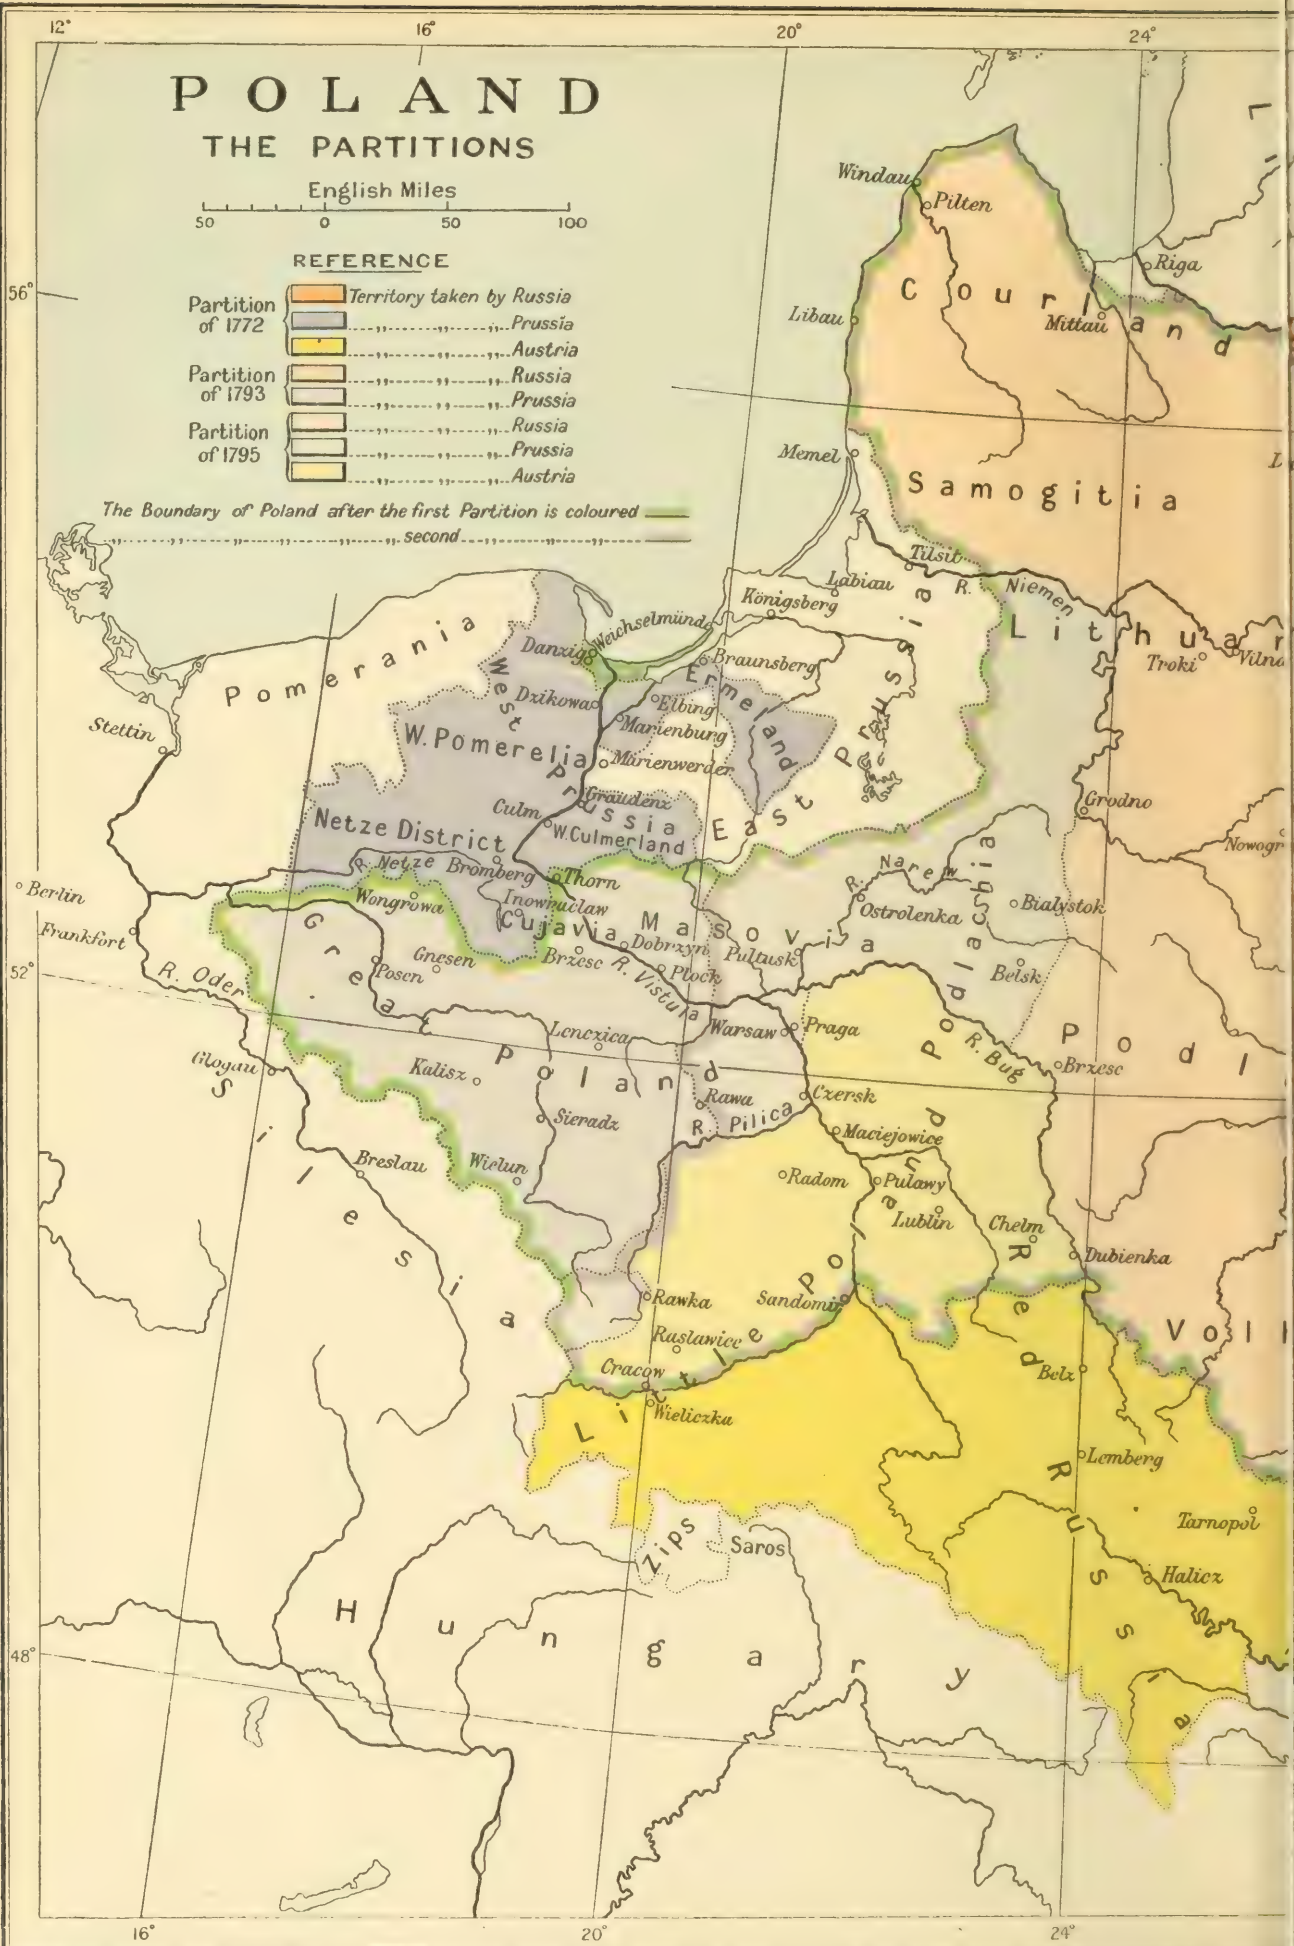 12° 16° 20° 24°
POLAND
THE PARTITIONS
English Miles
50 0 50 100
REFERENCE
Partition of 1772
Territory taken by Russia
„ „ „ Prussia
„ „ „ Austria
Partition of 1793
„ „ „ Russia
„ „ „ Prussia
Partition of 1795
„ „ „ Russia
„ „ „ Prussia
„ „ „ Austria
The Boundary of Poland after the first Partition is coloured
„ „ „ „ „ „ second „ „ „
56°
52°
48°
Windau
Pilten
Riga
Courland
Libau
Mittau
Memel
Samogitia
Tilsit
Labiau
R. Niemen
Königsberg
Lithuan
Troki
Vilna
Pomerania
Danzig
Weichselmünde
Braunsberg
Ermeland
West Prussia
Dzikowa
Elbing
Marienburg
Stettin
W. Pomerelia
Marienwerder
East Prussia
Graudenz
Culm
W. Culmerland
Netze District
Grodno
Nowogr
R. Netze
Bromberg
Thorn
R. Narew
Berlin
Wongrowa
Inowraclaw
Cujavia
Masovia
Ostrolenka
Bialystok
Podlachia
Frankfort
Great Poland
Gnesen
Posen
Brzesc
Dobrzyn
Plock
Pultusk
Belsk
R. Oder
R. Vistula
Lenczica
Warsaw
Praga
R. Bug
Podl
Brzesc
Glogau
Kalisz
Rawa
Czersk
Silesia
Sieradz
R. Pilica
Maciejowice
Breslau
Wielun
Radom
Pulawy
Lublin
Chelm
Dubienka
Little Poland
Rawka
Sandomir
Raslawice
Cracow
Wieliczka
Red Russia
Voll
Belz
Lemberg
Tarnopol
Halicz
Zips
Saros
Hungary
16° 20° 24°